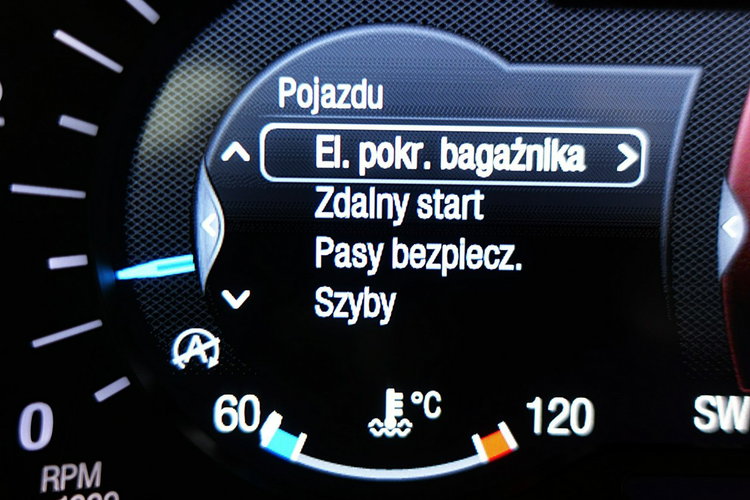 Pojazdu
El. pokr. bagażnika
Zdalny start
Pasy bezpiecz.
Szyby
A
60 °C 120
SW
0
RPM